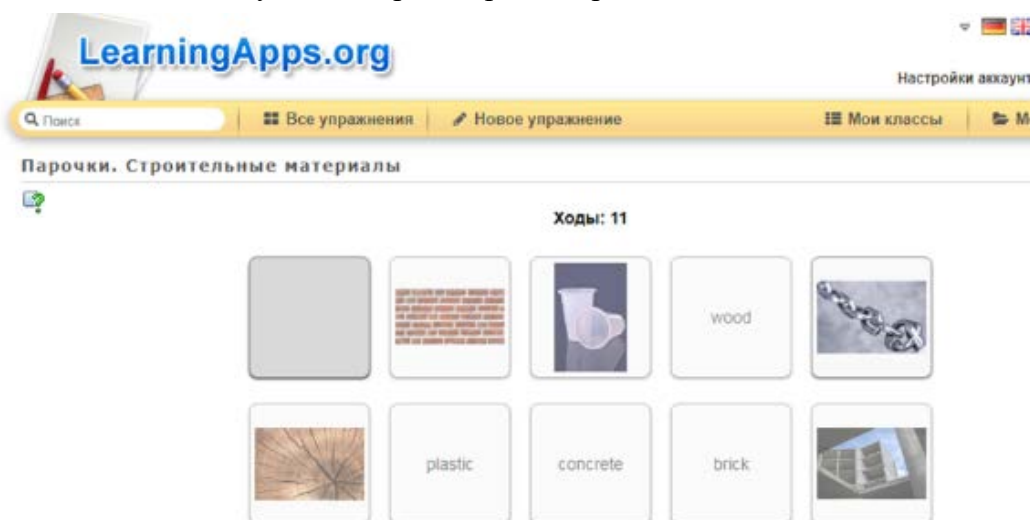 LearningApps.org
Настройки аккаунт
Поиск
Все упражнения
Новое упражнение
Мои классы
Парочки. Строительные материалы
Ходы: 11
wood
plastic
concrete
brick